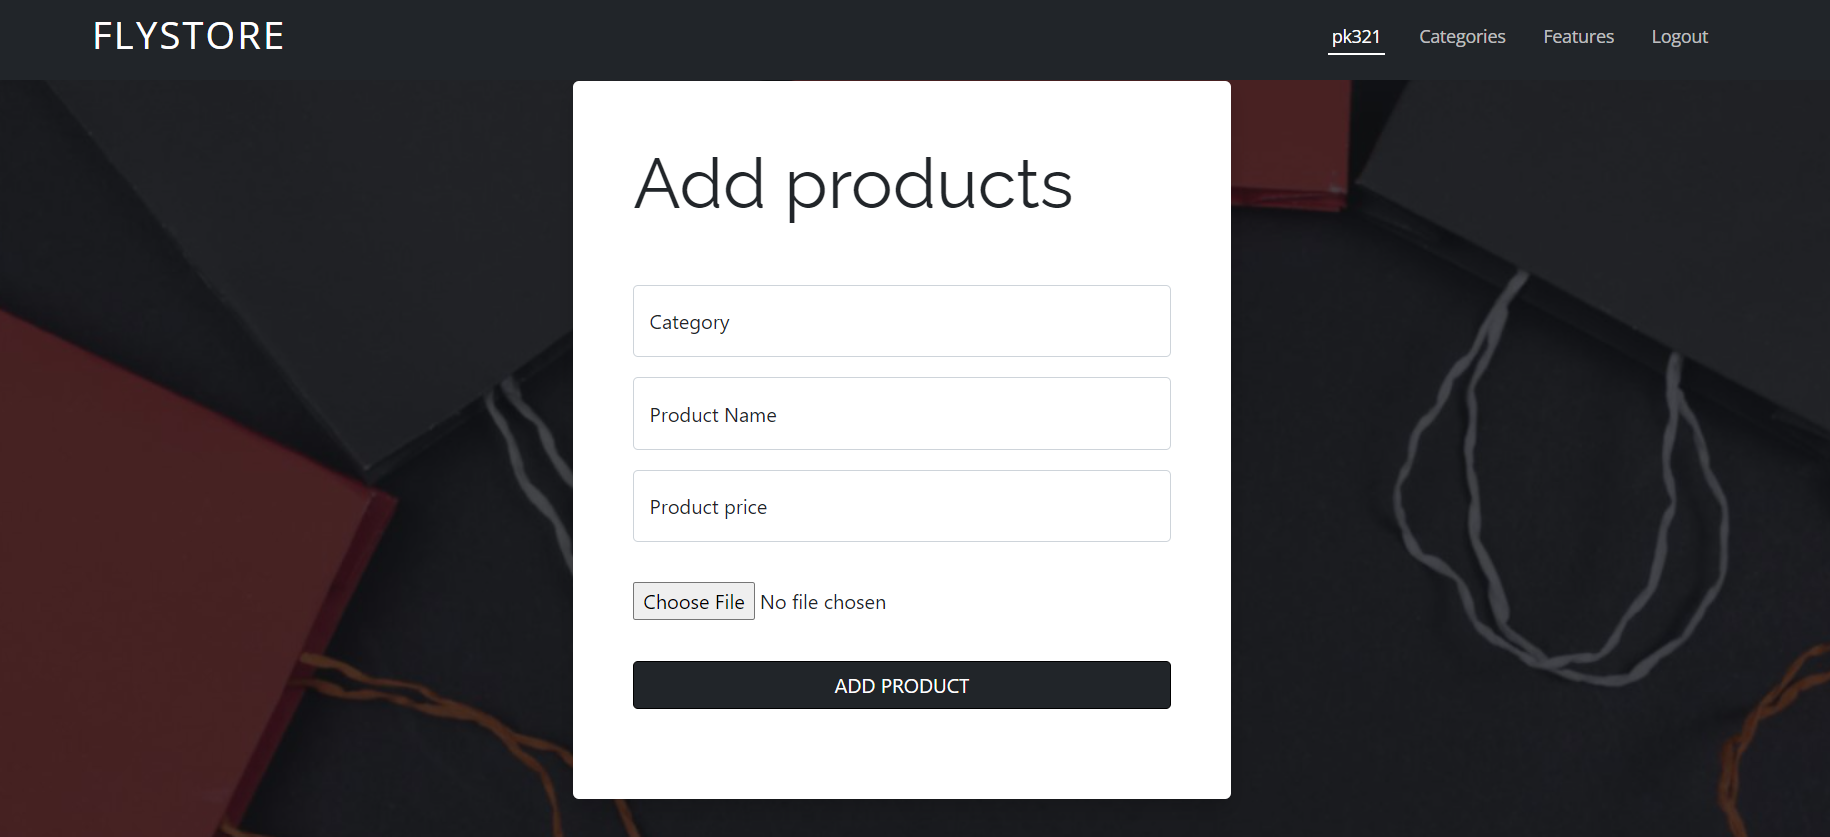 FLYSTORE
pk321 Categories Features Logout
Add products
Category
Product Name
Product price
Choose File No file chosen
ADD PRODUCT